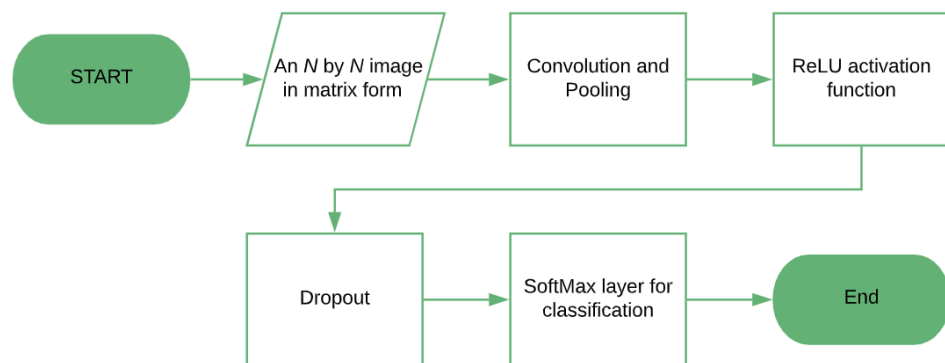 START
An N by N image
in matrix form
Convolution and
Pooling
ReLU activation
function
Dropout
SoftMax layer for
classification
End